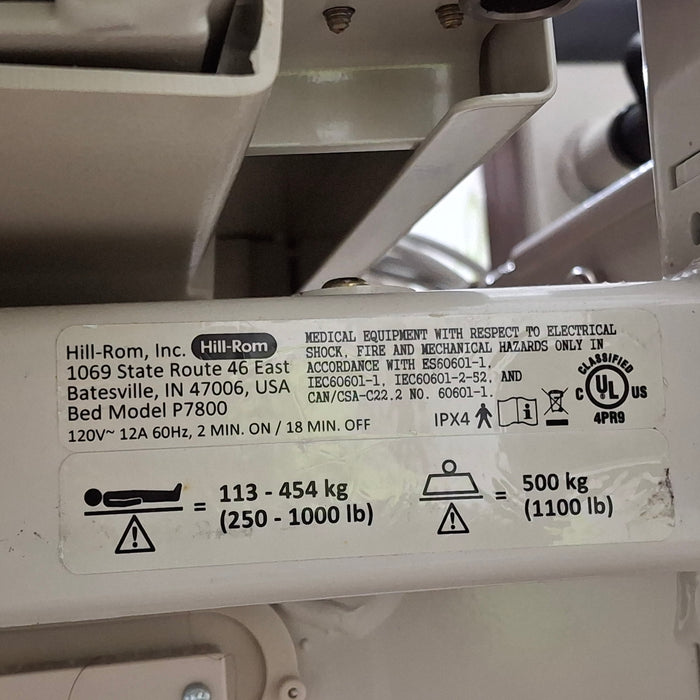 Hill-Rom, Inc. Hill-Rom
1069 State Route 46 East
Batesville, IN 47006, USA
Bed Model P7800
120V~ 12A 60Hz, 2 MIN. ON / 18 MIN. OFF
MEDICAL EQUIPMENT WITH RESPECT TO ELECTRICAL
SHOCK, FIRE AND MECHANICAL HAZARDS ONLY IN
ACCORDANCE WITH ES60601-1,
IEC60601-1, IEC60601-2-52, AND
CAN/CSA-C22.2 NO. 60601-1.
IPX4
CLASSIFIED
C UL US
4PR9
= 113 - 454 kg
(250 - 1000 lb)
= 500 kg
(1100 lb)